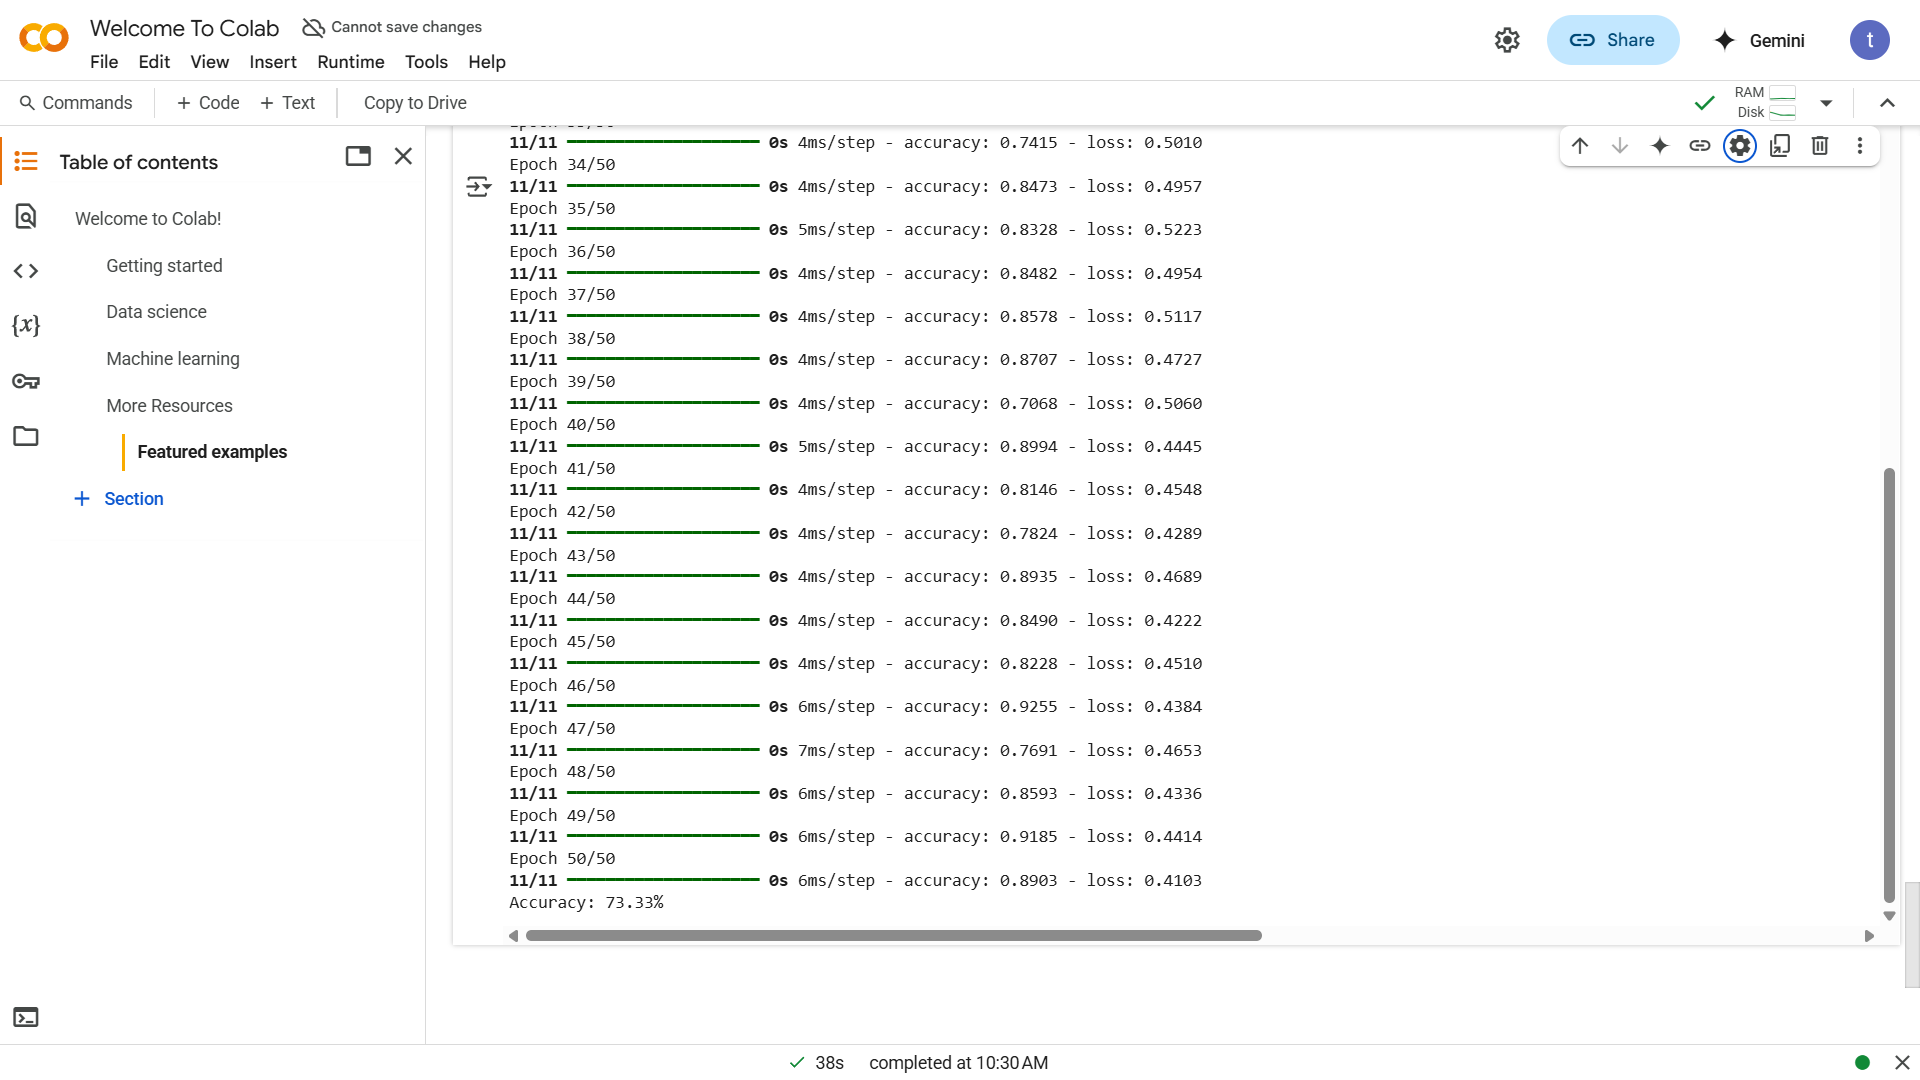 Welcome To Colab
Cannot save changes
File Edit View Insert Runtime Tools Help
Share
Gemini
t
Commands
+ Code + Text
Copy to Drive
RAM
Disk
Table of contents
Welcome to Colab!
Getting started
Data science
Machine learning
More Resources
Featured examples
+ Section
11/11 0s 4ms/step - accuracy: 0.7415 - loss: 0.5010
Epoch 34/50
11/11 0s 4ms/step - accuracy: 0.8473 - loss: 0.4957
Epoch 35/50
11/11 0s 5ms/step - accuracy: 0.8328 - loss: 0.5223
Epoch 36/50
11/11 0s 4ms/step - accuracy: 0.8482 - loss: 0.4954
Epoch 37/50
11/11 0s 4ms/step - accuracy: 0.8578 - loss: 0.5117
Epoch 38/50
11/11 0s 4ms/step - accuracy: 0.8707 - loss: 0.4727
Epoch 39/50
11/11 0s 4ms/step - accuracy: 0.7068 - loss: 0.5060
Epoch 40/50
11/11 0s 5ms/step - accuracy: 0.8994 - loss: 0.4445
Epoch 41/50
11/11 0s 4ms/step - accuracy: 0.8146 - loss: 0.4548
Epoch 42/50
11/11 0s 4ms/step - accuracy: 0.7824 - loss: 0.4289
Epoch 43/50
11/11 0s 4ms/step - accuracy: 0.8935 - loss: 0.4689
Epoch 44/50
11/11 0s 4ms/step - accuracy: 0.8490 - loss: 0.4222
Epoch 45/50
11/11 0s 4ms/step - accuracy: 0.8228 - loss: 0.4510
Epoch 46/50
11/11 0s 6ms/step - accuracy: 0.9255 - loss: 0.4384
Epoch 47/50
11/11 0s 7ms/step - accuracy: 0.7691 - loss: 0.4653
Epoch 48/50
11/11 0s 6ms/step - accuracy: 0.8593 - loss: 0.4336
Epoch 49/50
11/11 0s 6ms/step - accuracy: 0.9185 - loss: 0.4414
Epoch 50/50
11/11 0s 6ms/step - accuracy: 0.8903 - loss: 0.4103
Accuracy: 73.33%
38s completed at 10:30 AM